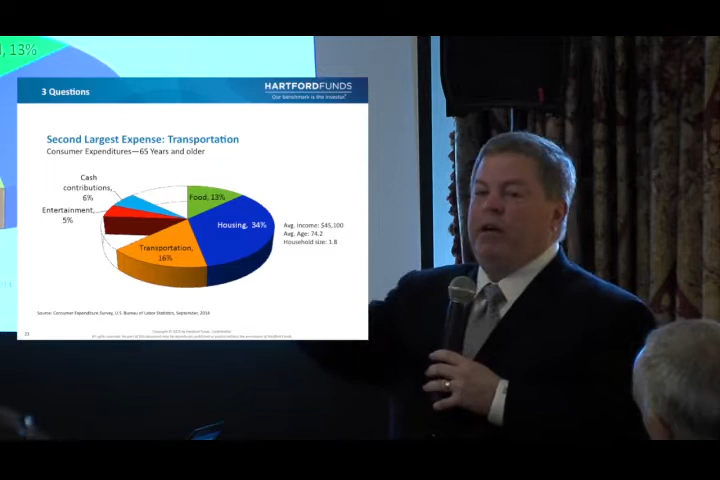 , 13%
3 Questions
HARTFORDFUNDS
Our benchmark is the investor.®
Second Largest Expense: Transportation
Consumer Expenditures—65 Years and older
Cash
contributions,
6%
Food, 13%
Entertainment,
5%
Housing, 34%
Avg. Income: $45,100
Avg. Age: 74.2
Household size: 1.8
Transportation,
16%
Source: Consumer Expenditure Survey, U.S. Bureau of Labor Statistics, September, 2014